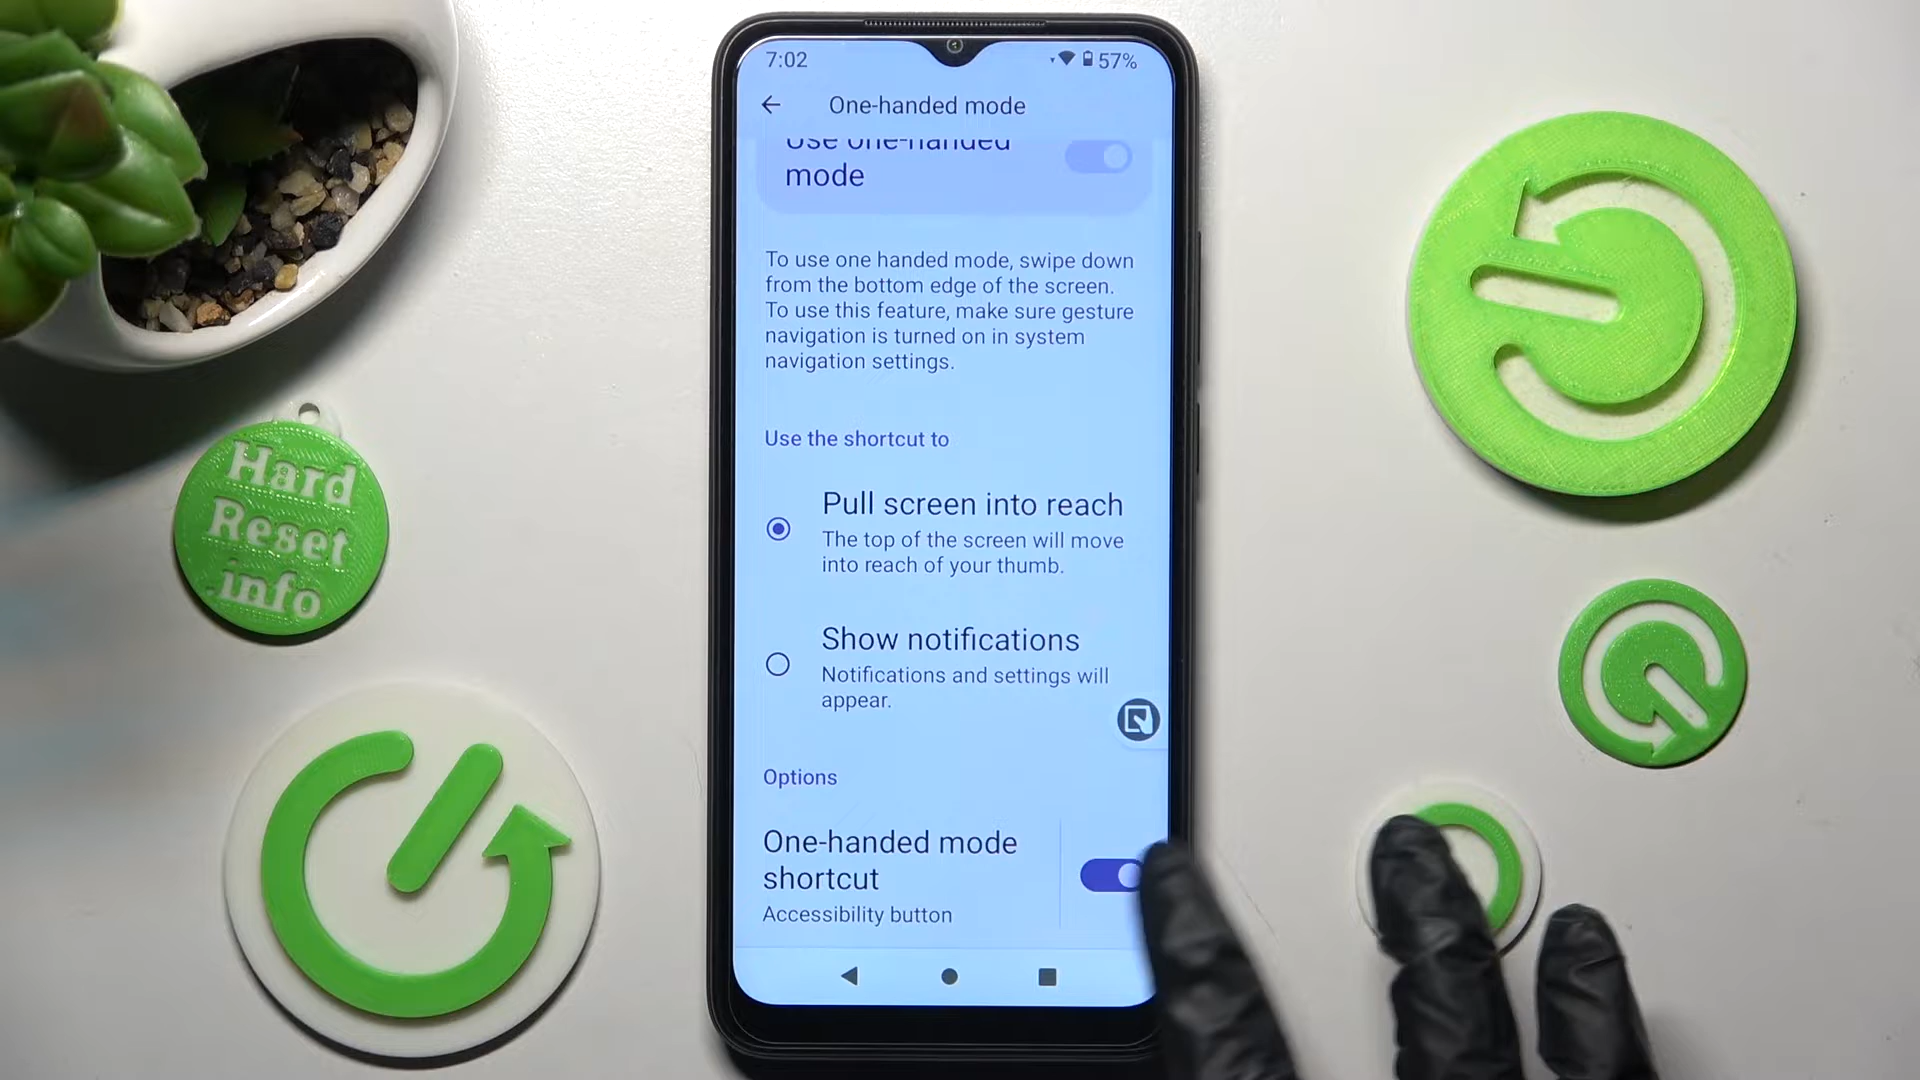 7:02
57%
One-handed mode
Use one-handed
mode
To use one handed mode, swipe down
from the bottom edge of the screen.
To use this feature, make sure gesture
navigation is turned on in system
navigation settings.
Use the shortcut to
Pull screen into reach
The top of the screen will move
into reach of your thumb.
Show notifications
Notifications and settings will
appear.
Options
One-handed mode
shortcut
Accessibility button
Hard
Reset
.info